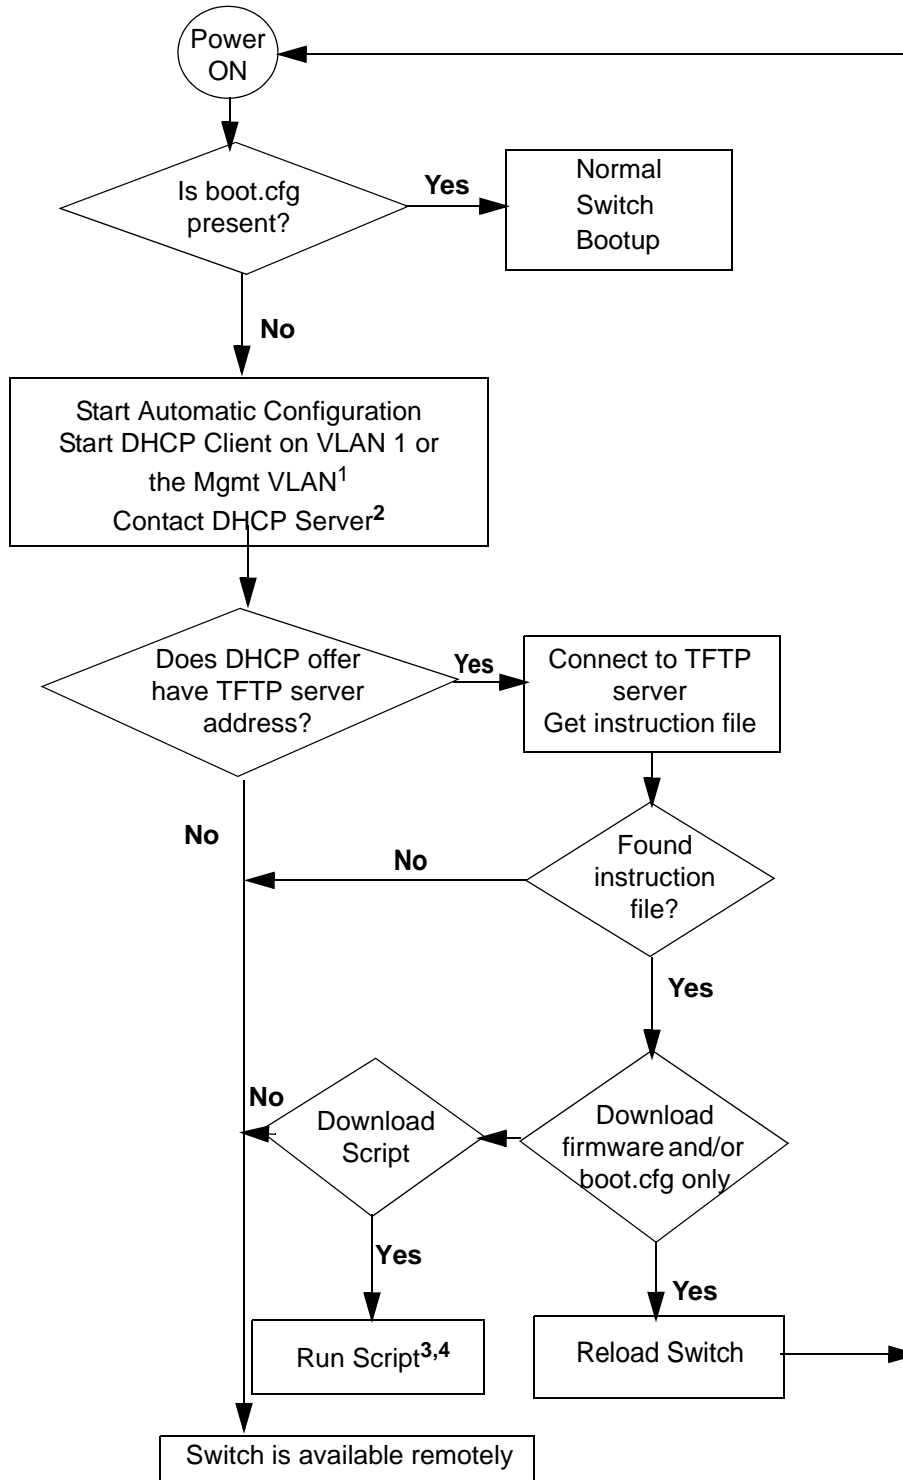 Power
ON
Is boot.cfg
present?
Yes
Normal
Switch
Bootup
No
Start Automatic Configuration
Start DHCP Client on VLAN 1 or
the Mgmt VLAN1
Contact DHCP Server2
Does DHCP offer
have TFTP server
address?
Yes
Connect to TFTP
server
Get instruction file
No
No
Found
instruction
file?
Yes
No
Download
Script
Download
firmware and/or
boot.cfg only
Yes
Yes
Run Script3,4
Reload Switch
Switch is available remotely